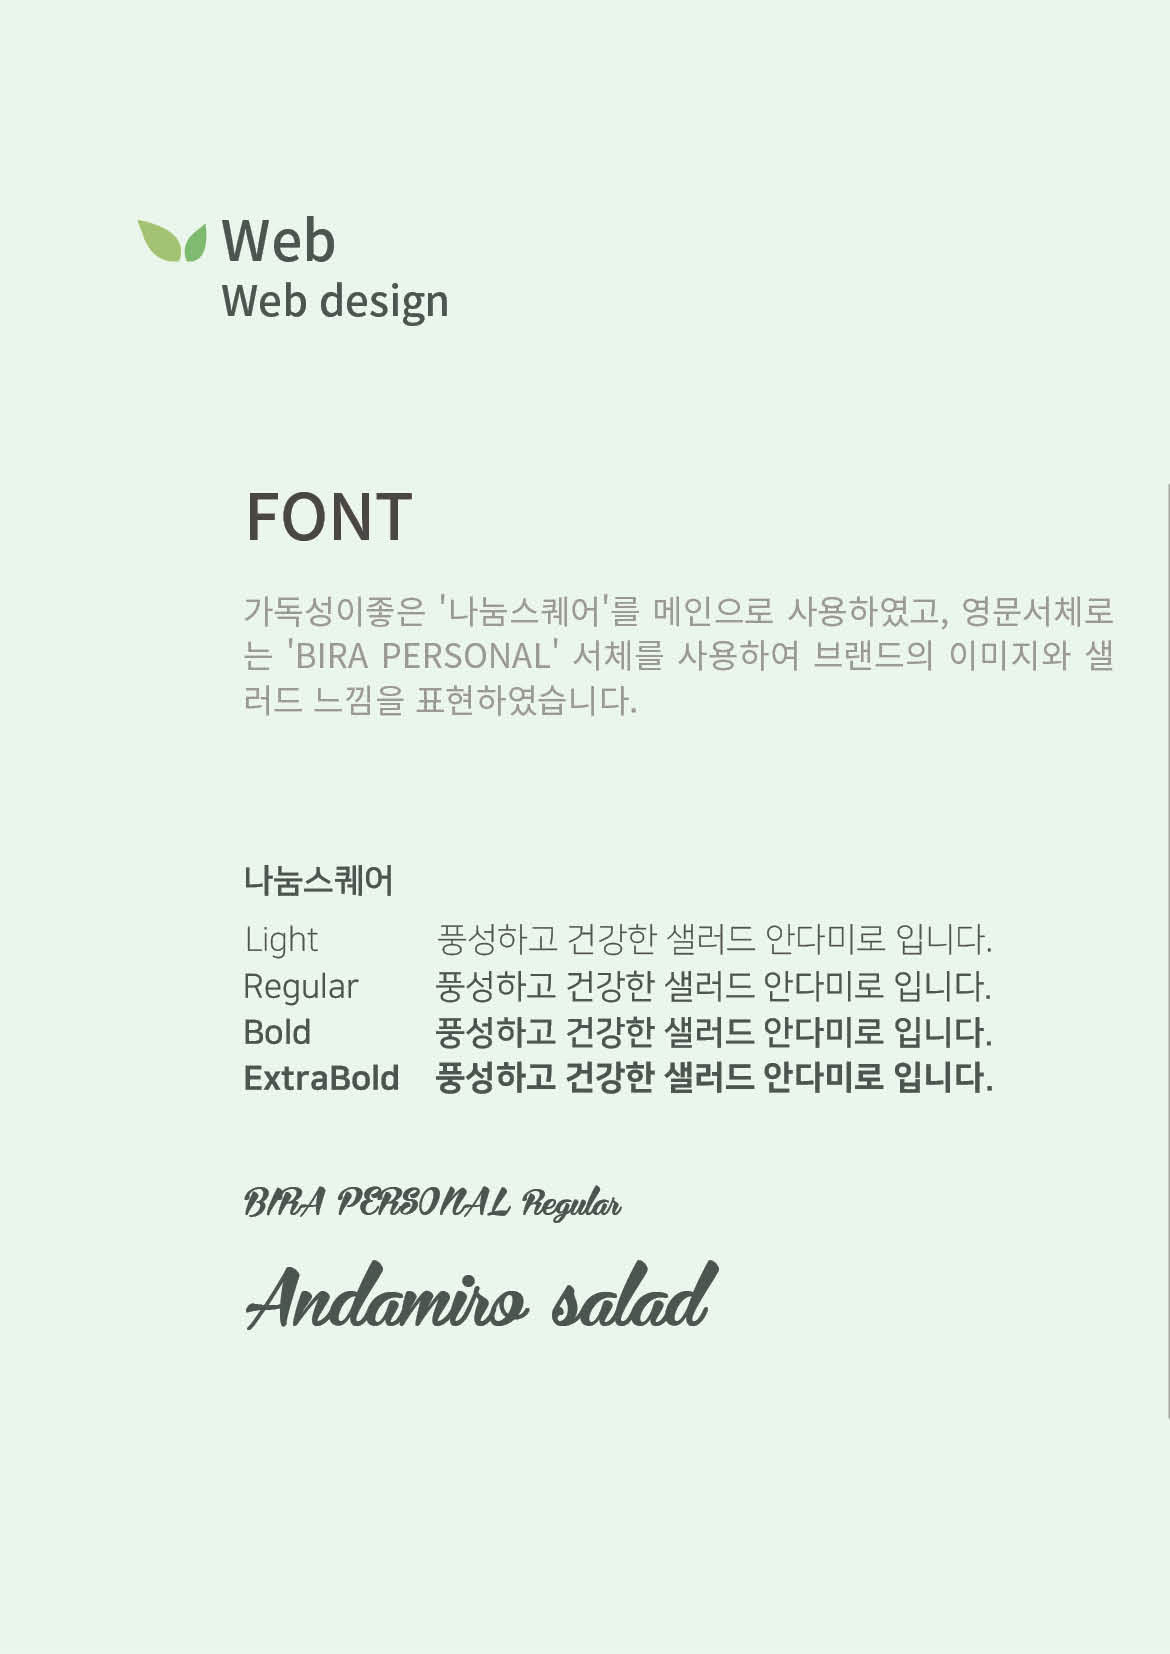 Web
Web design
FONT
가독성이좋은 '나눔스퀘어'를 메인으로 사용하였고, 영문서체로
는 'BIRA PERSONAL' 서체를 사용하여 브랜드의 이미지와 샐
러드 느낌을 표현하였습니다.
나눔스퀘어
Light 풍성하고 건강한 샐러드 안다미로 입니다.
Regular 풍성하고 건강한 샐러드 안다미로 입니다.
Bold 풍성하고 건강한 샐러드 안다미로 입니다.
ExtraBold 풍성하고 건강한 샐러드 안다미로 입니다.
BIRA PERSONAL Regular
Andamiro salad